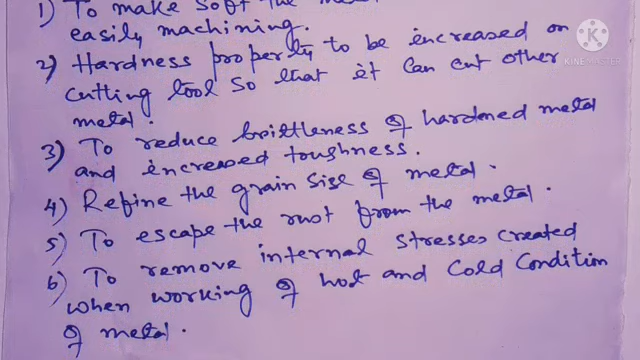 1) To make soft the metal
easily machining.
2) Hardness properly to be increased on
cutting tool so that it can cut other
metal.
3) To reduce brittleness of hardened metal
and increased toushness.
4) Refine the grain size of metal.
5) To escape the rust from the metal.
6) To remove internal stresses created
when working of hot and cold condition
of metal.
K
KINEMASTER